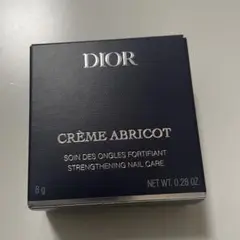 DIOR
CRÈME ABRICOT
SOIN DES ONGLES FORTIFIANT
STRENGTHENING NAIL CARE
8 g NET WT. 0.28 OZ.